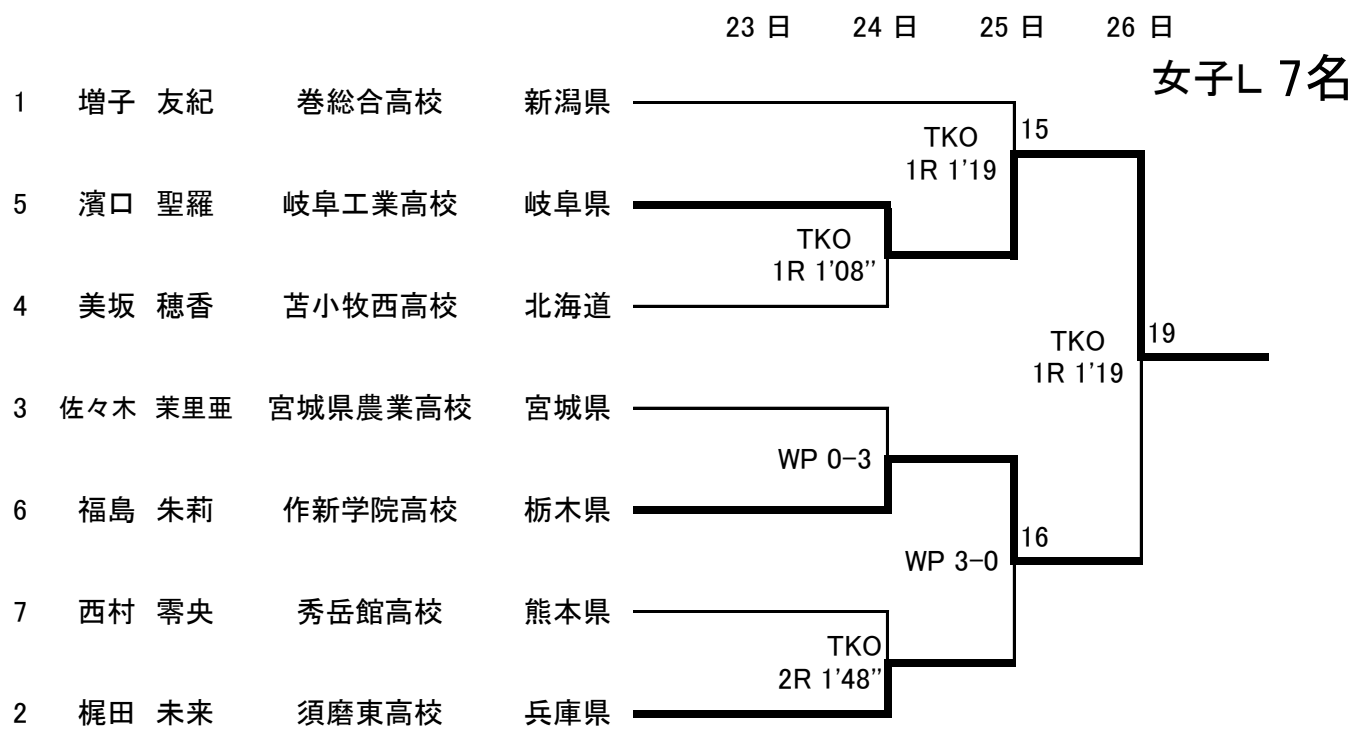 23 日 24 日 25 日 26 日
女子L 7名
1 増子 友紀 巻総合高校 新潟県
15
TKO
1R 1'19
5 濱口 聖羅 岐阜工業高校 岐阜県
TKO
1R 1'08’’
4 美坂 穂香 苫小牧西高校 北海道
19
TKO
1R 1'19
3 佐々木 茉里亜 宮城県農業高校 宮城県
WP 0-3
6 福島 朱莉 作新学院高校 栃木県
16
WP 3-0
7 西村 零央 秀岳館高校 熊本県
TKO
2R 1'48’’
2 梶田 未来 須磨東高校 兵庫県